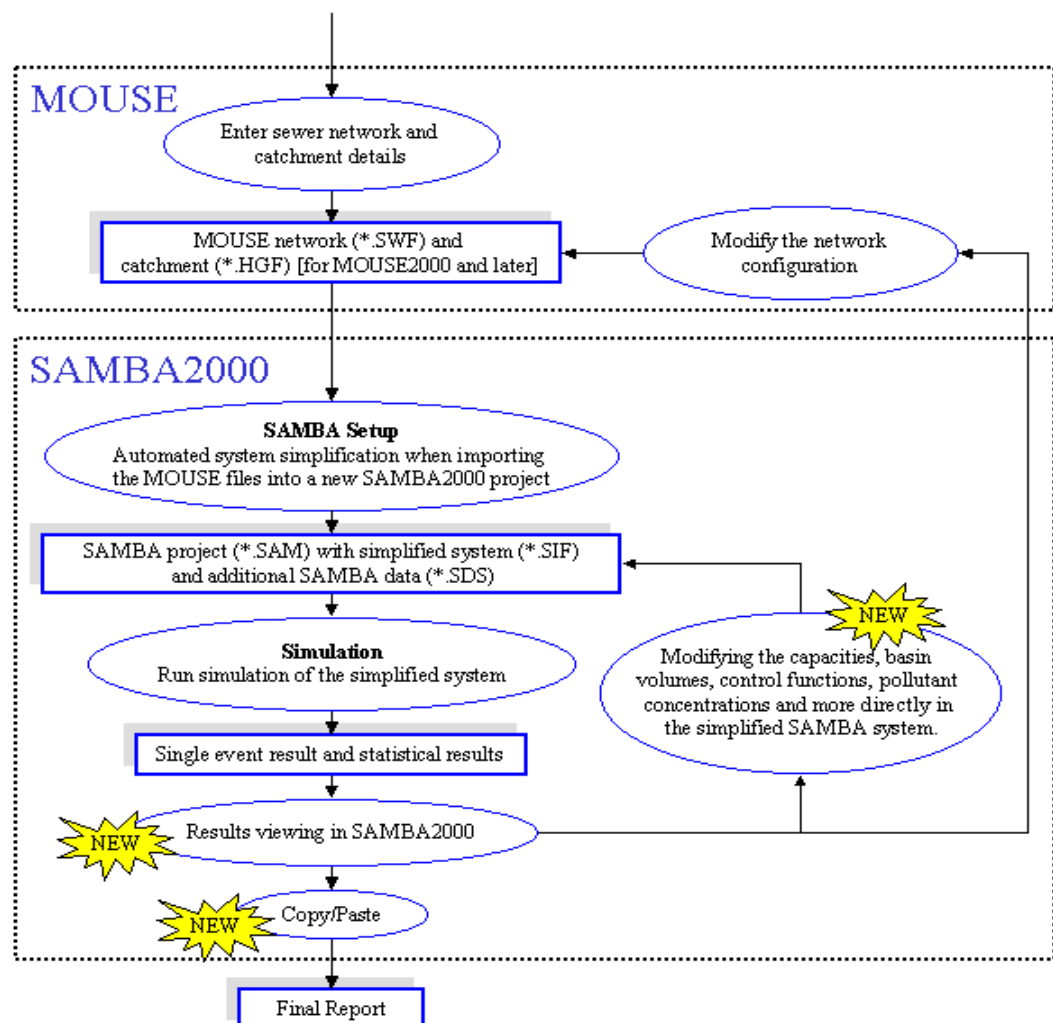 MOUSE
Enter sewer network and
catchment details
MOUSE network (*.SWF) and
catchment (*.HGF) [for MOUSE2000 and later]
Modify the network
configuration
SAMBA2000
SAMBA Setup
Automated system simplification when importing
the MOUSE files into a new SAMBA2000 project
SAMBA project (*.SAM) with simplified system (*.SIF)
and additional SAMBA data (*.SDS)
NEW
Modifying the capacities, basin
volumes, control functions, pollutant
concentrations and more directly in
the simplified SAMBA system.
Simulation
Run simulation of the simplified system
Single event result and statistical results
NEW
Results viewing in SAMBA2000
NEW
Copy/Paste
Final Report